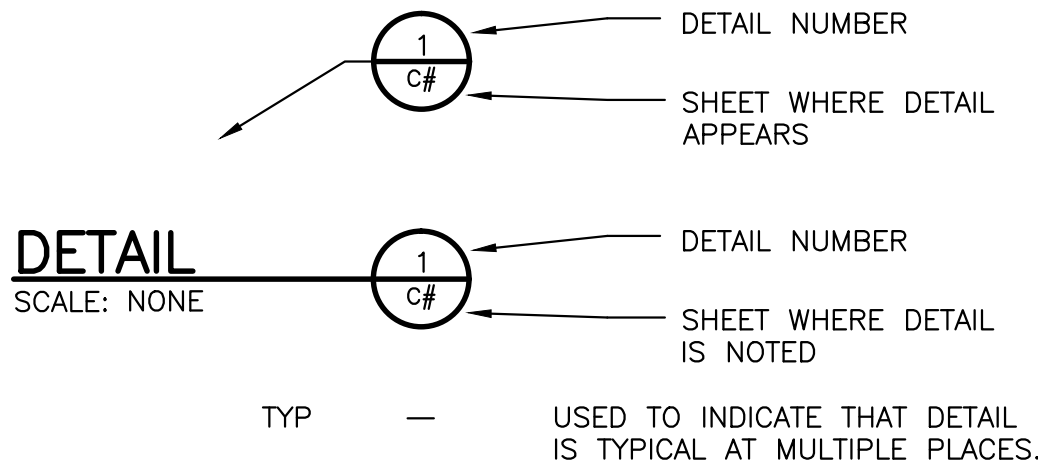 1
C#
DETAIL NUMBER
SHEET WHERE DETAIL
APPEARS
DETAIL
SCALE: NONE
1
C#
DETAIL NUMBER
SHEET WHERE DETAIL
IS NOTED
TYP — USED TO INDICATE THAT DETAIL
IS TYPICAL AT MULTIPLE PLACES.